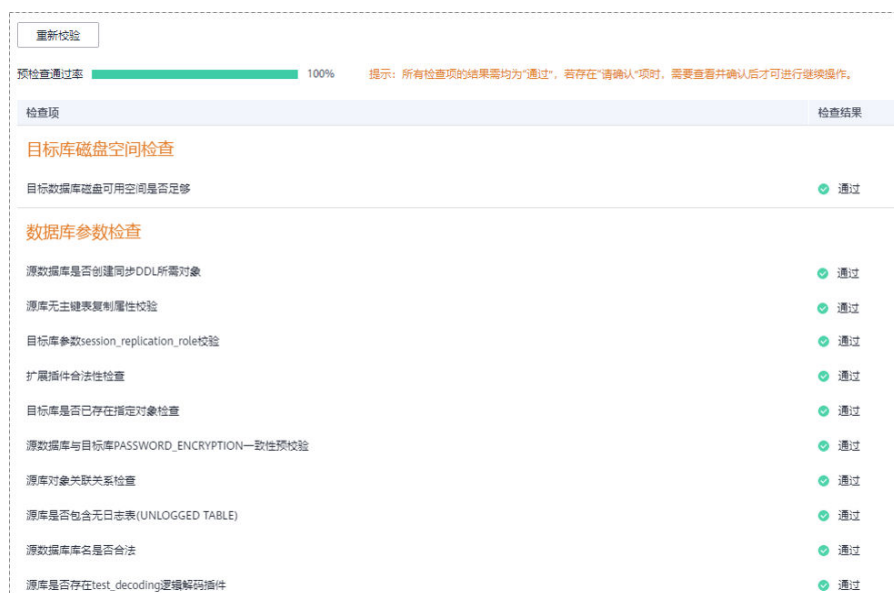 重新校验
预检查通过率 100% 提示：所有检查项的结果需均为“通过”，若存在“请确认”项时，需要查看并确认后才可进行继续操作。
检查项 检查结果
目标库磁盘空间检查
目标数据库磁盘可用空间是否足够 通过
数据库参数检查
源数据库是否创建同步DDL所需对象 通过
源库无主键表复制属性校验 通过
目标库参数session_replication_role校验 通过
扩展插件合法性检查 通过
目标库是否已存在指定对象检查 通过
源数据库与目标库PASSWORD_ENCRYPTION一致性预校验 通过
源库对象关联关系检查 通过
源库是否包含无日志表(UNLOGGED TABLE) 通过
源数据库库名是否合法 通过
源库是否存在test_decoding逻辑解码插件 通过